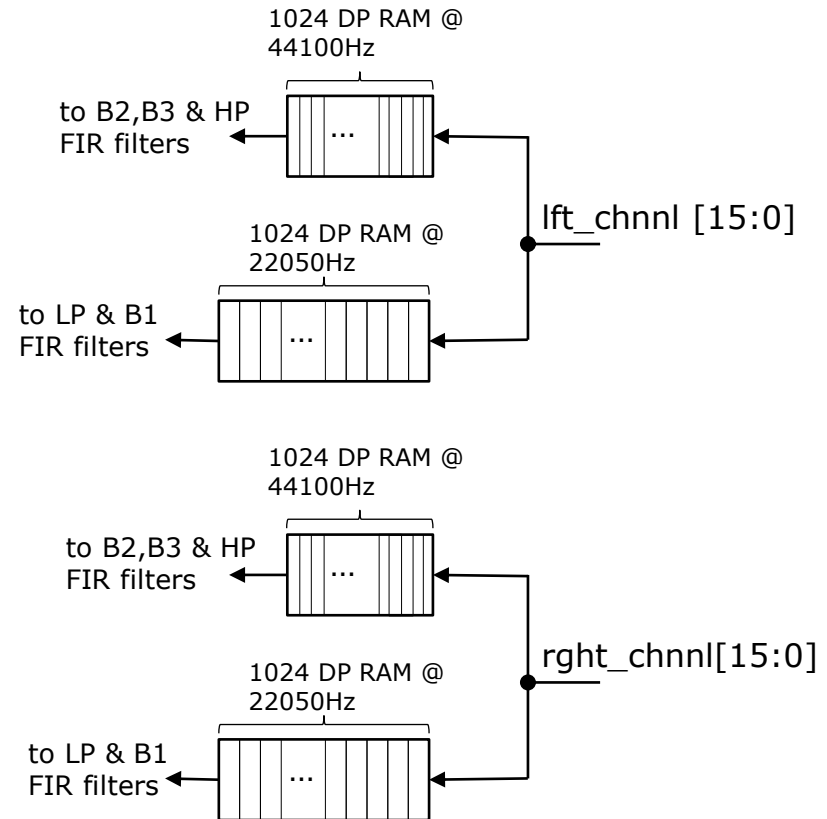 1024 DP RAM @
44100Hz
to B2,B3 & HP
FIR filters
...
lft_chnnl [15:0]
1024 DP RAM @
22050Hz
to LP & B1
FIR filters
...
1024 DP RAM @
44100Hz
to B2,B3 & HP
FIR filters
...
rght_chnnl[15:0]
1024 DP RAM @
22050Hz
to LP & B1
FIR filters
...